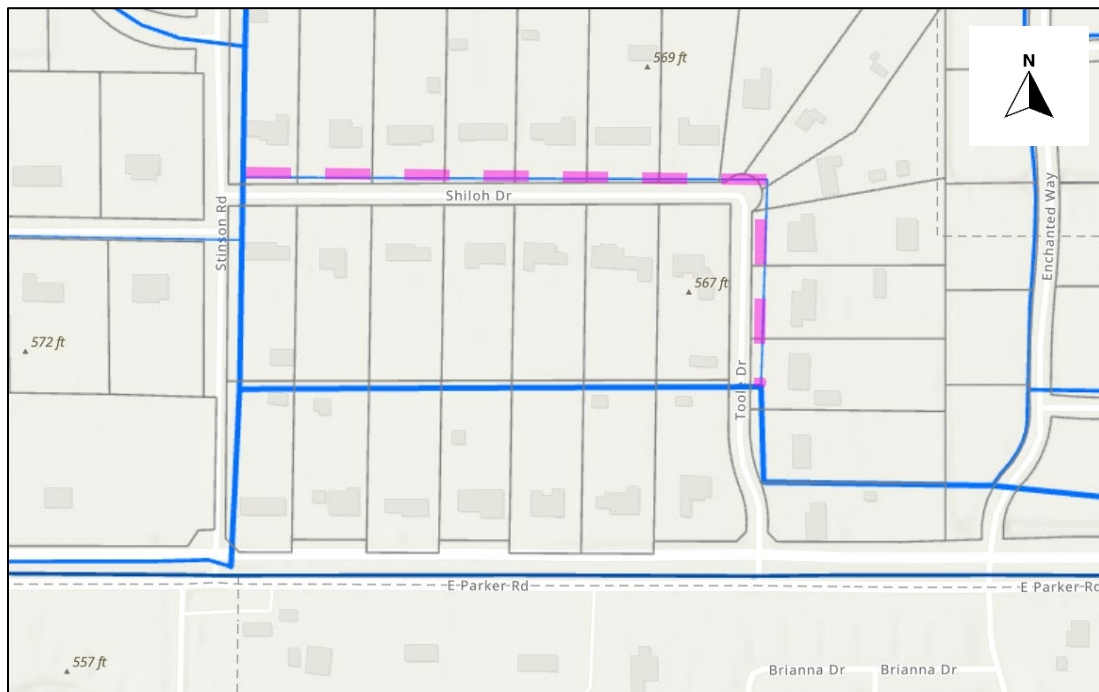 569 ft
N
Shiloh Dr
Stinson Rd
Enchanted Way
567 ft
572 ft
Toole Dr
E Parker Rd
E Parker Rd
557 ft
Brianna Dr
Brianna Dr